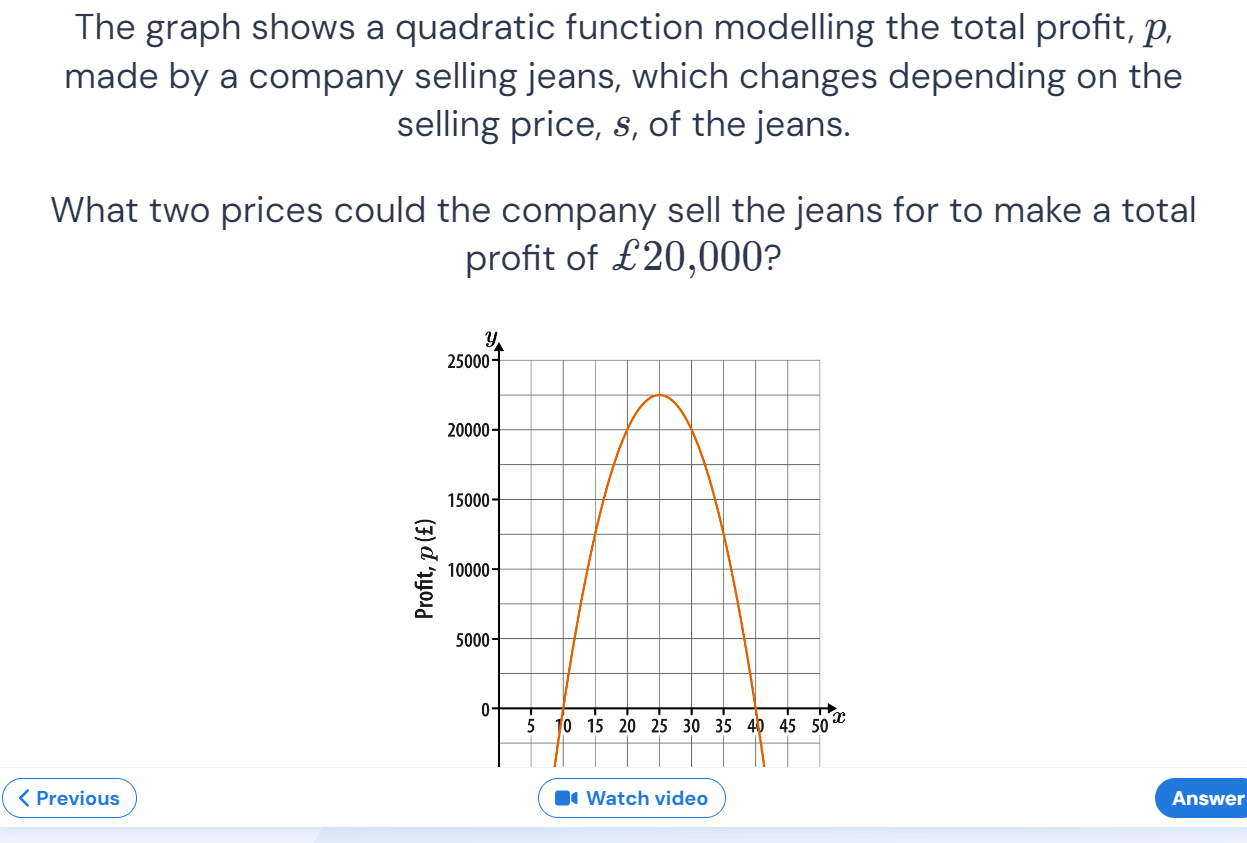 The graph shows a quadratic function modelling the total profit, p,
made by a company selling jeans, which changes depending on the
selling price, s, of the jeans.
What two prices could the company sell the jeans for to make a total
profit of £20,000?
y
25000
20000
15000
10000
5000
0
Profit, p (£)
5 10 15 20 25 30 35 40 45 50 x
Previous
Watch video
Answer